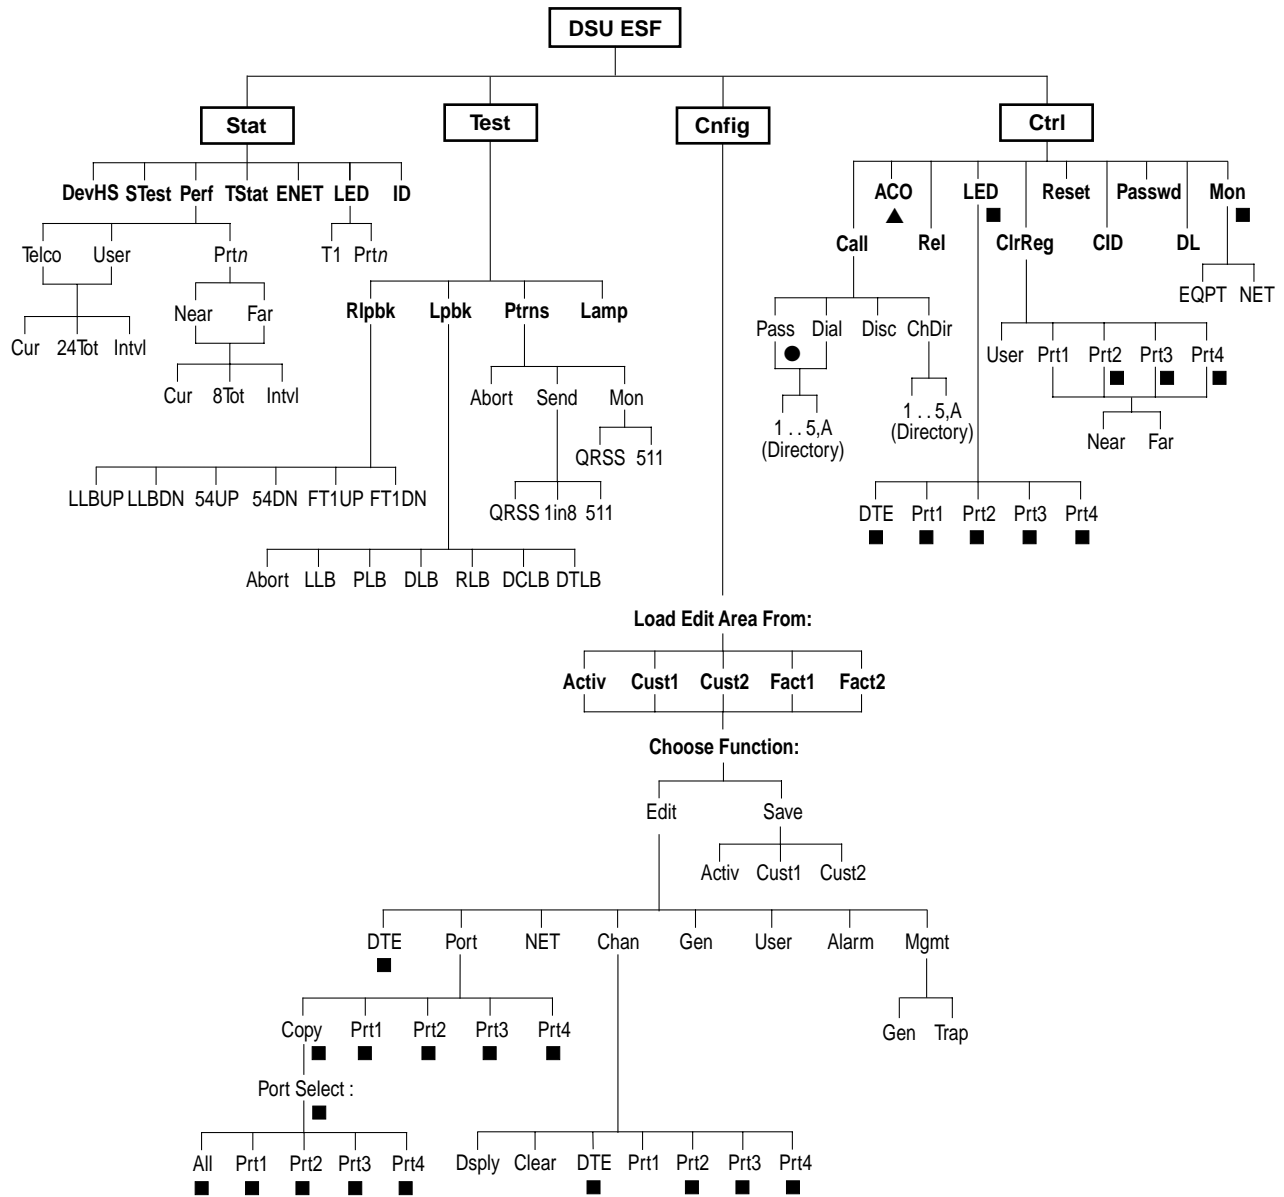 DSU ESF
Stat Test Cnfig Ctrl
DevHS STest Perf TStat ENET LED ID
ACO LED Reset Passwd Mon
Call Rel ClrReg CID DL
Telco User Prtn T1 Prtn
EQPT NET
Near Far
Rlpbk Lpbk Ptrns Lamp
Pass Dial Disc ChDir
Cur 24Tot Intvl
User Prt1 Prt2 Prt3 Prt4
Cur 8Tot Intvl
Abort Send Mon
1 . . 5,A
(Directory)
1 . . 5,A
(Directory)
Near Far
QRSS 511
LLBUP LLBDN 54UP 54DN FT1UP FT1DN
QRSS 1in8 511
DTE Prt1 Prt2 Prt3 Prt4
Abort LLB PLB DLB RLB DCLB DTLB
Load Edit Area From:
Activ Cust1 Cust2 Fact1 Fact2
Choose Function:
Edit Save
Activ Cust1 Cust2
DTE Port NET Chan Gen User Alarm Mgmt
Copy Prt1 Prt2 Prt3 Prt4
Gen Trap
Port Select :
All Prt1 Prt2 Prt3 Prt4
Dsply Clear DTE Prt1 Prt2 Prt3 Prt4